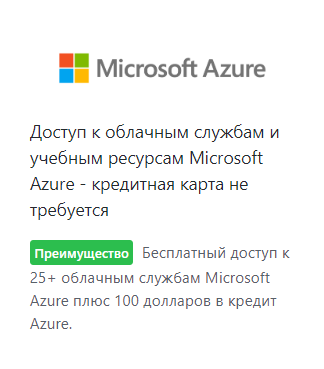 Microsoft Azure
Доступ к облачным службам и
учебным ресурсам Microsoft
Azure - кредитная карта не
требуется
Преимущество Бесплатный доступ к
25+ облачным службам Microsoft
Azure плюс 100 долларов в кредит
Azure.